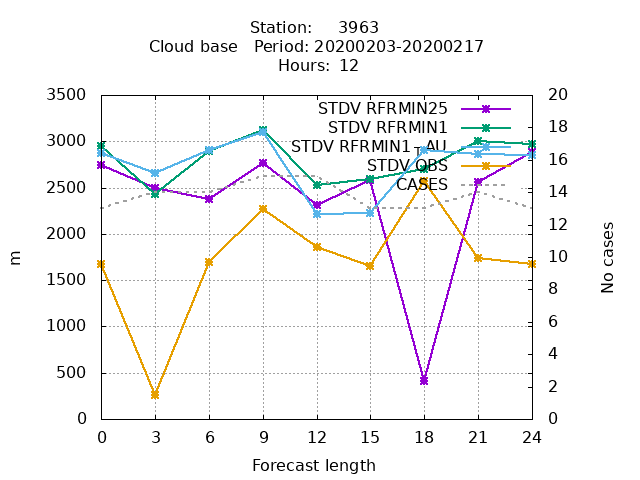 Station: 3963
Cloud base Period: 20200203-20200217
Hours: 12
3500
3000
2500
2000
1500
1000
500
0
m
STDV RFRMIN25
STDV RFRMIN1
STDV RFRMIN1_AU
STDV OBS
CASES
20
18
16
14
12
10
8
6
4
2
0
No cases
0 3 6 9 12 15 18 21 24
Forecast length